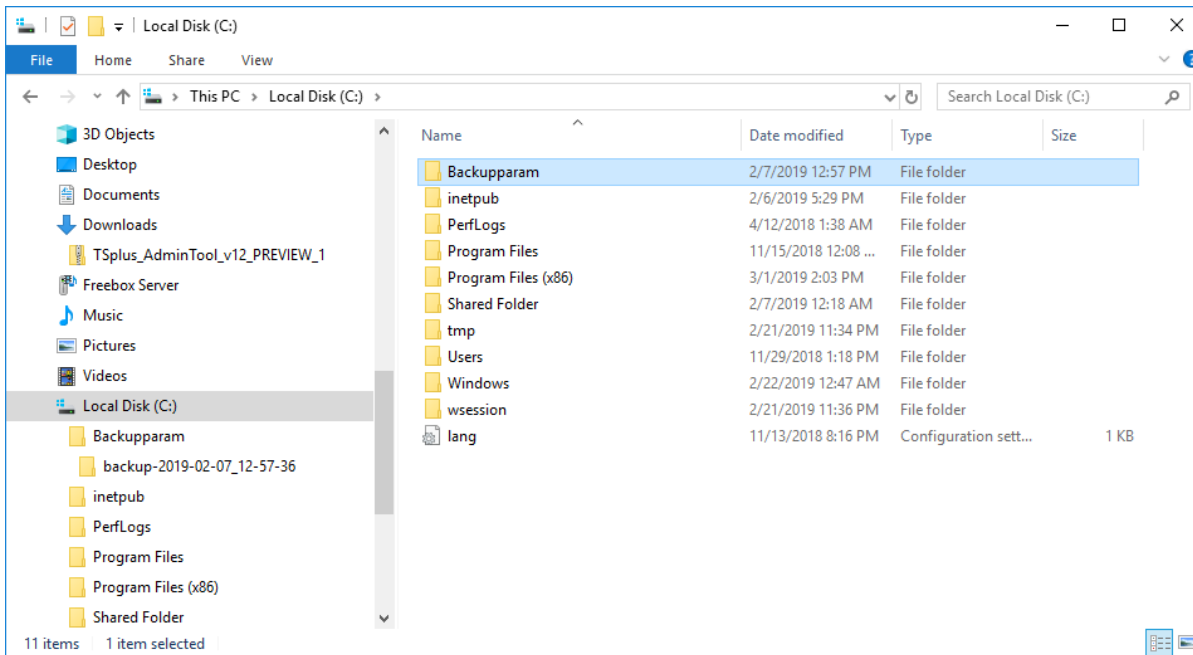 Local Disk (C:)
File Home Share View
This PC > Local Disk (C:) >
Search Local Disk (C:)
3D Objects
Desktop
Documents
Downloads
TSplus_AdminTool_v12_PREVIEW_1
Freebox Server
Music
Pictures
Videos
Local Disk (C:)
Backupparam
backup-2019-02-07_12-57-36
inetpub
PerfLogs
Program Files
Program Files (x86)
Shared Folder
Name Date modified Type Size
Backupparam 2/7/2019 12:57 PM File folder
inetpub 2/6/2019 5:29 PM File folder
PerfLogs 4/12/2018 1:38 AM File folder
Program Files 11/15/2018 12:08 ... File folder
Program Files (x86) 3/1/2019 2:03 PM File folder
Shared Folder 2/7/2019 12:18 AM File folder
tmp 2/21/2019 11:34 PM File folder
Users 11/29/2018 1:18 PM File folder
Windows 2/22/2019 12:47 AM File folder
wsession 2/21/2019 11:36 PM File folder
lang 11/13/2018 8:16 PM Configuration sett... 1 KB
11 items 1 item selected